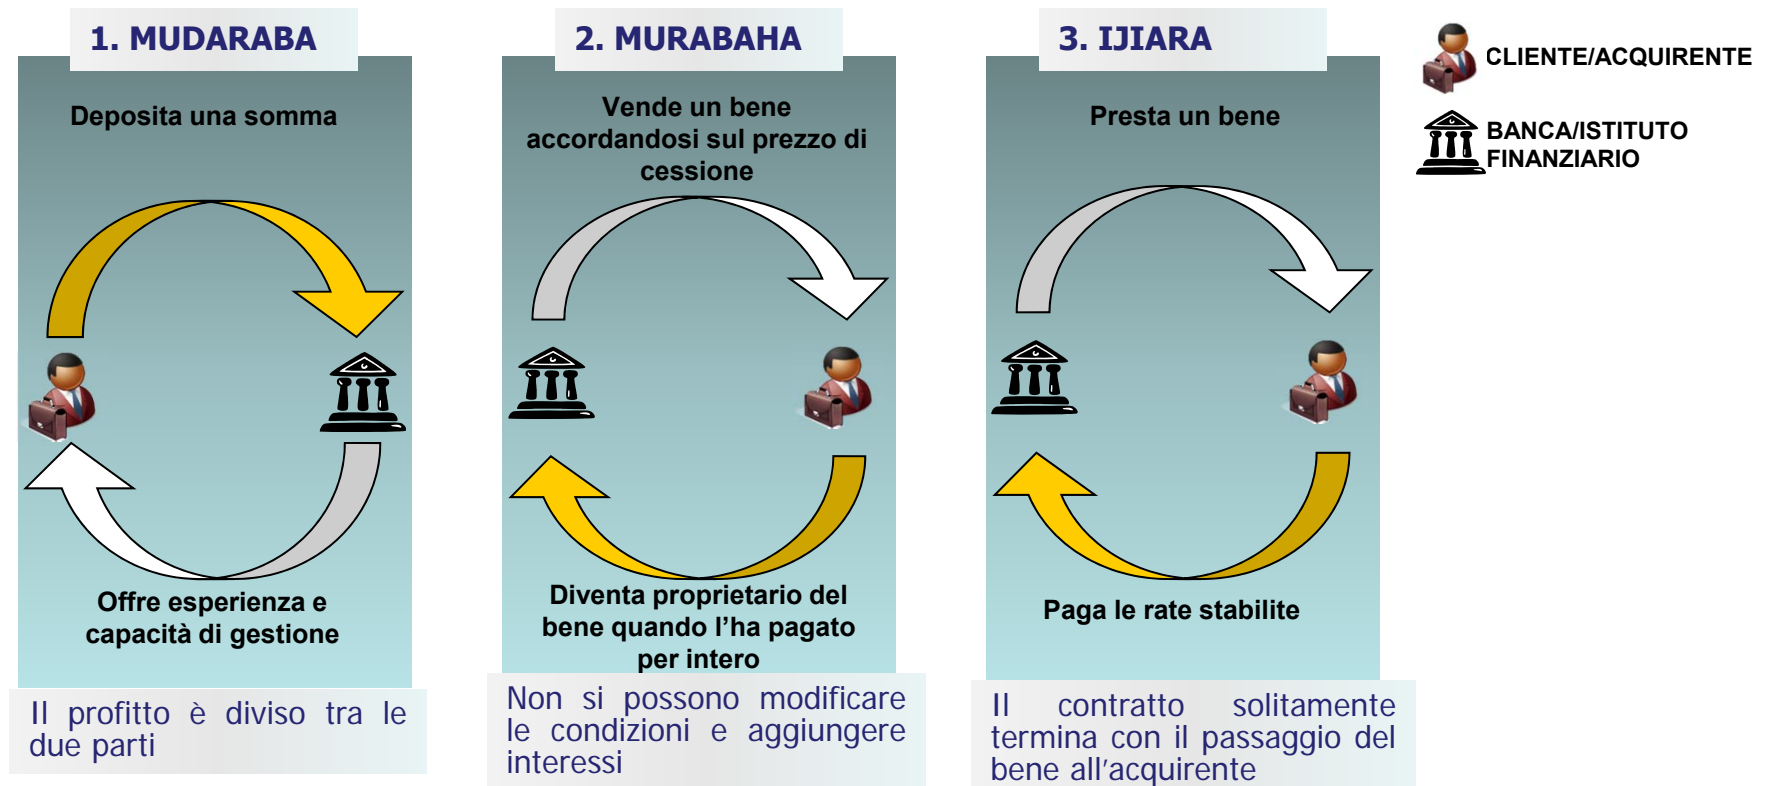 1. MUDARABA
Deposita una somma
Offre esperienza e
capacità di gestione
Il profitto è diviso tra le
due parti
2. MURABAHA
Vende un bene
accordandosi sul prezzo di
cessione
Diventa proprietario del
bene quando l'ha pagato
per intero
Non si possono modificare
le condizioni e aggiungere
interessi
3. IJIARA
Presta un bene
Paga le rate stabilite
Il contratto solitamente
termina con il passaggio del
bene all'acquirente
CLIENTE/ACQUIRENTE
BANCA/ISTITUTO
FINANZIARIO